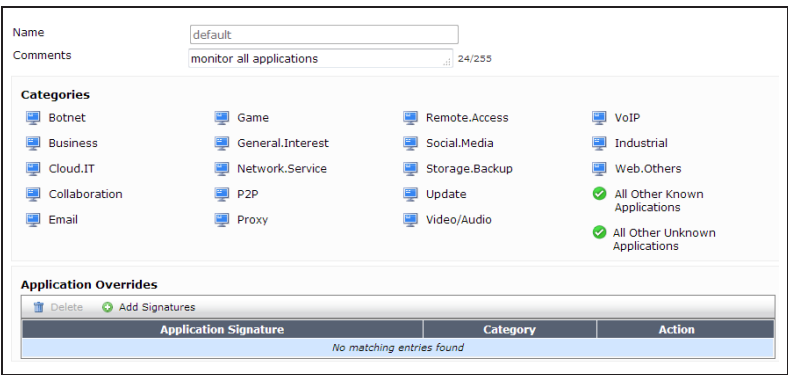 Name default
Comments monitor all applications 24/255
Categories
Botnet Game Remote.Access VoIP
Business General.Interest Social.Media Industrial
Cloud.IT Network.Service Storage.Backup Web.Others
Collaboration P2P Update All Other Known
Applications
Email Proxy Video/Audio
All Other Unknown
Applications
Application Overrides
Delete Add Signatures
Application Signature Category Action
No matching entries found